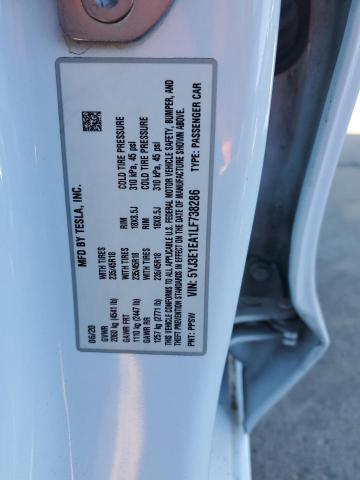 MFD BY TESLA, INC.
06/20
GVWR
2060 kg (4541 lb)
GAWR FRT WITH TIRES RIM COLD TIRE PRESSURE
1110 kg (2447 lb) 235/45R18 18X8.5J 310 kPa, 45 psi
GAWR RR WITH TIRES RIM COLD TIRE PRESSURE
1257 kg (2771 lb) 235/45R18 18X8.5J 310 kPa, 45 psi
THIS VEHICLE CONFORMS TO ALL APPLICABLE U.S. FEDERAL MOTOR VEHICLE SAFETY, BUMPER, AND
THEFT PREVENTION STANDARDS IN EFFECT ON THE DATE OF MANUFACTURE SHOWN ABOVE.
PNT: PPSW VIN: 5YJ3E1EA1LF738286 TYPE: PASSENGER CAR